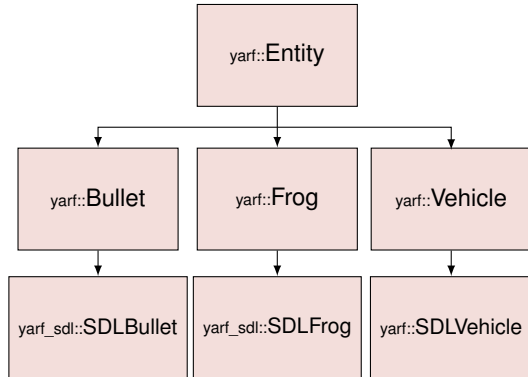 yarf::Entity
yarf::Bullet
yarf::Frog
yarf::Vehicle
yarf_sdl::SDLBullet
yarf_sdl::SDLFrog
yarf::SDLVehicle